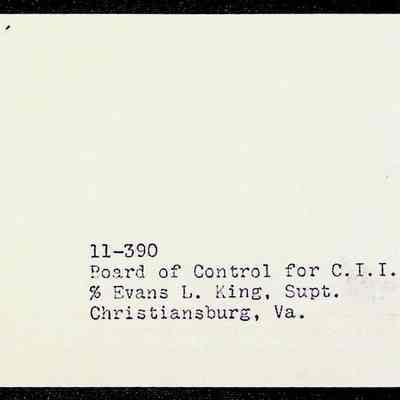 11-390
Board of Control for C.I.I.
% Evans L. King, Supt.
Christiansburg, Va.